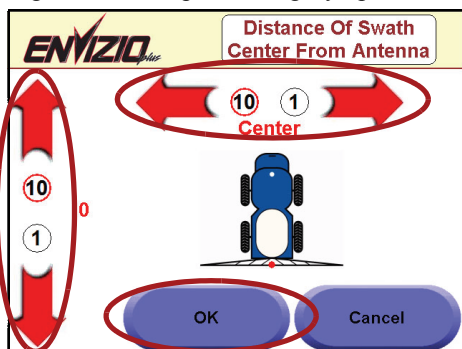 ENVIZIO plus
Distance Of Swath
Center From Antenna
10 1
Center
10
0
1
OK
Cancel